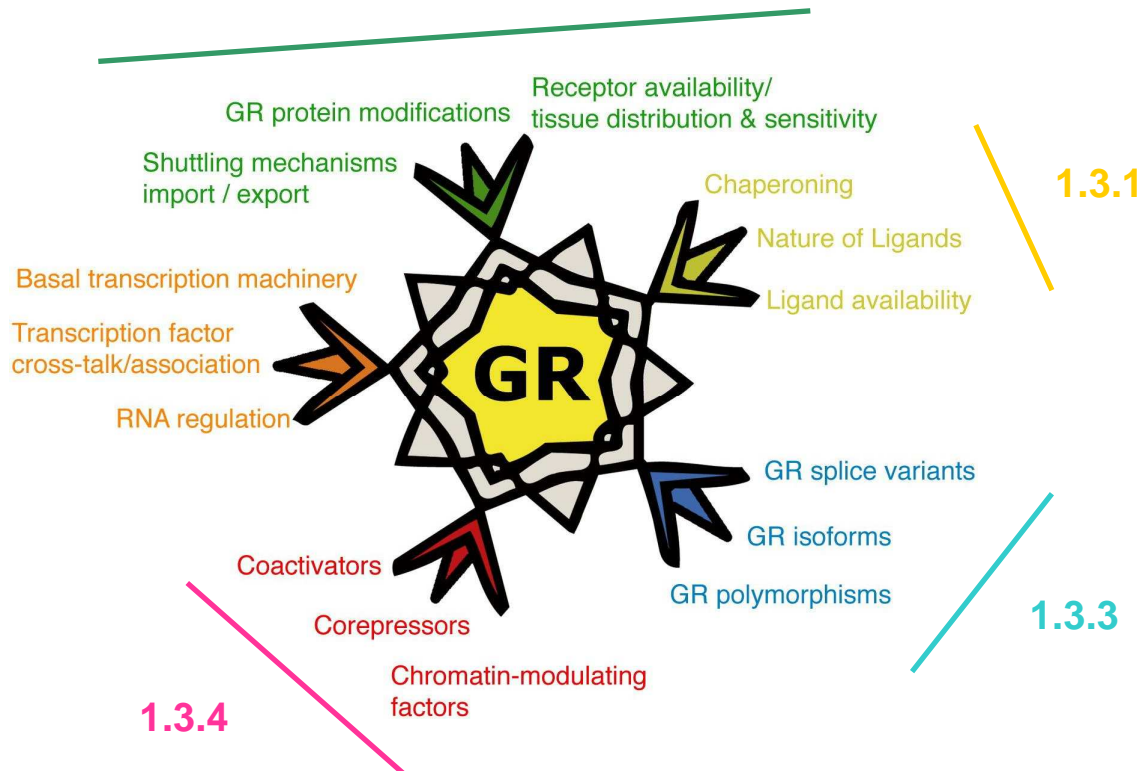 Receptor availability/
tissue distribution & sensitivity
GR protein modifications
Shuttling mechanisms
import / export
Chaperoning
Nature of Ligands
Ligand availability
1.3.1
Basal transcription machinery
Transcription factor
cross-talk/association
RNA regulation
GR
GR splice variants
GR isoforms
GR polymorphisms
1.3.3
Coactivators
Corepressors
Chromatin-modulating
factors
1.3.4